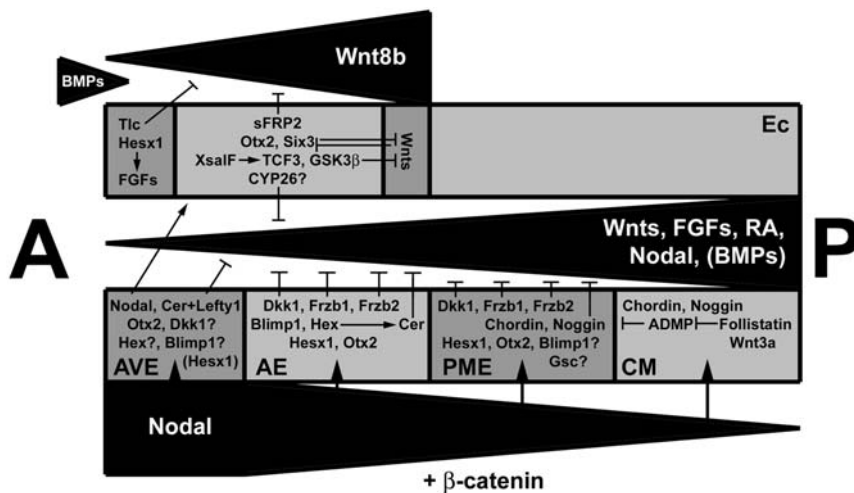 Wnt8b
BMPs
Ec
Tlc
Hesx1
FGFs
sFRP2
Otx2, Six3
XsalF TCF3, GSK3β
CYP26?
Wnts
A
P
Wnts, FGFs, RA,
Nodal, (BMPs)
Nodal, Cer+Lefty1
Otx2, Dkk1?
Hex?, Blimp1?
(Hesx1)
AVE
Dkk1, Frzb1, Frzb2
Blimp1, Hex Cer
Hesx1, Otx2
AE
Dkk1, Frzb1, Frzb2
Chordin, Noggin
Hesx1, Otx2, Blimp1?
Gsc?
PME
Chordin, Noggin
ADMP Follistatin
Wnt3a
CM
Nodal
+ β-catenin